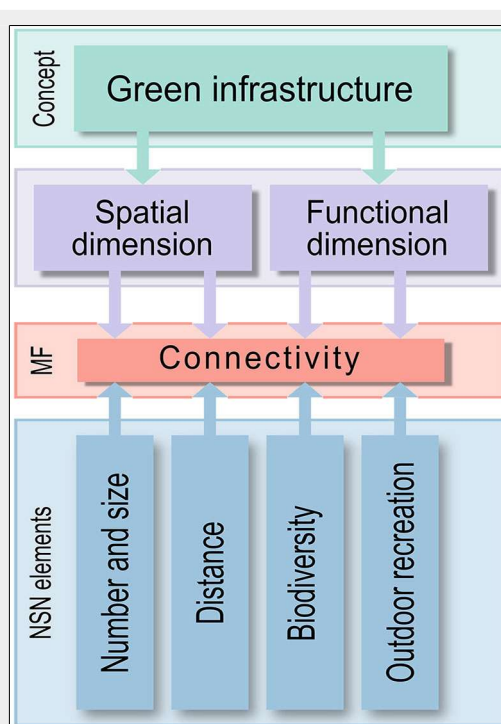 Concept
Green infrastructure
Spatial
dimension
Functional
dimension
MF
Connectivity
NSN elements
Number and size
Distance
Biodiversity
Outdoor recreation